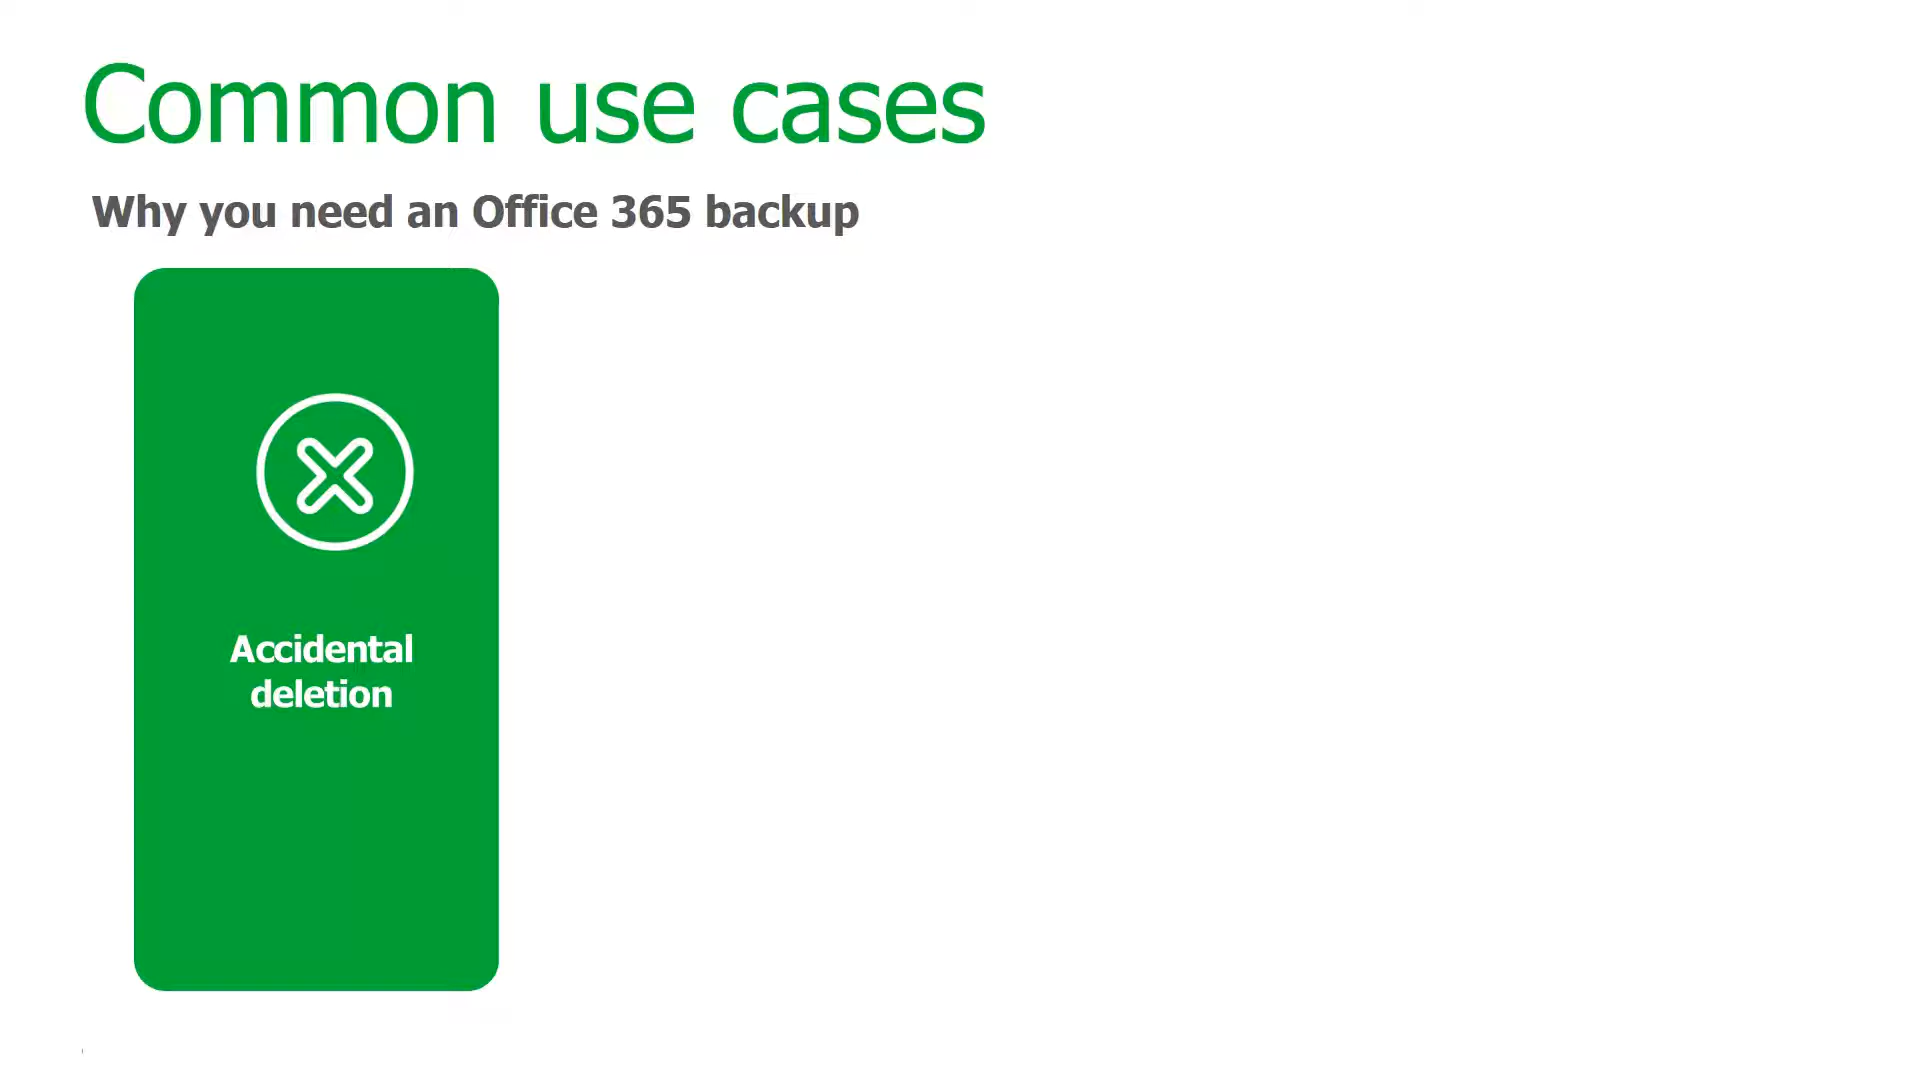 Common use cases
Why you need an Office 365 backup
Accidental
deletion